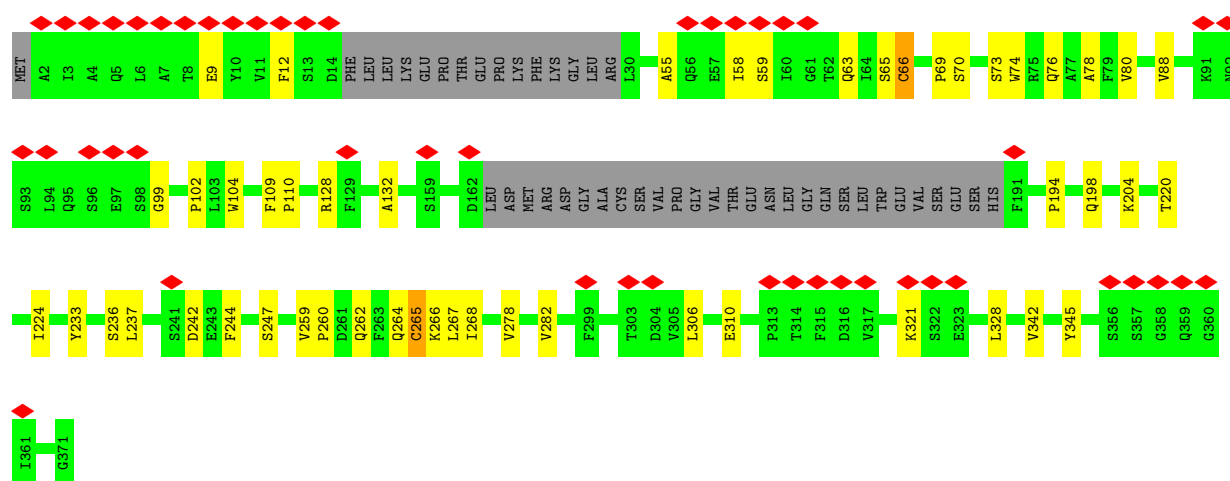 MET A2 I3 A4 Q5 L6 A7 T8 E9 Y10 V11 F12 S13 D14 PHE LEU LEU LYS GLU PRO THR GLU PRO LYS PHE LYS GLY LEU ARG L30 A55 Q56 E57 I58 S59 I60 G61 T62 Q63 I64 S65 C66 P69 S70 S73 W74 R75 Q76 A77 A78 F79 V80 V88 K91 N92
S93 L94 Q95 S96 E97 S98 G99 P102 L103 W104 F109 P110 R128 F129 A132 S159 D162 LEU ASP MET ARG ASP GLY ALA CYS SER VAL PRO GLY VAL THR GLU ASN LEU GLY GLN SER LEU TRP GLU VAL SER GLU SER HIS F191 P194 Q198 K204 T220
I224 Y233 S236 L237 S241 D242 E243 F244 S247 V259 P260 D261 Q262 F263 Q264 C265 K266 L267 I268 V278 V282 F299 T303 D304 V305 L306 E310 P313 T314 F315 D316 V317 K321 S322 E323 L328 V342 Y345 S356 S357 G358 Q359 G360
I361 G371